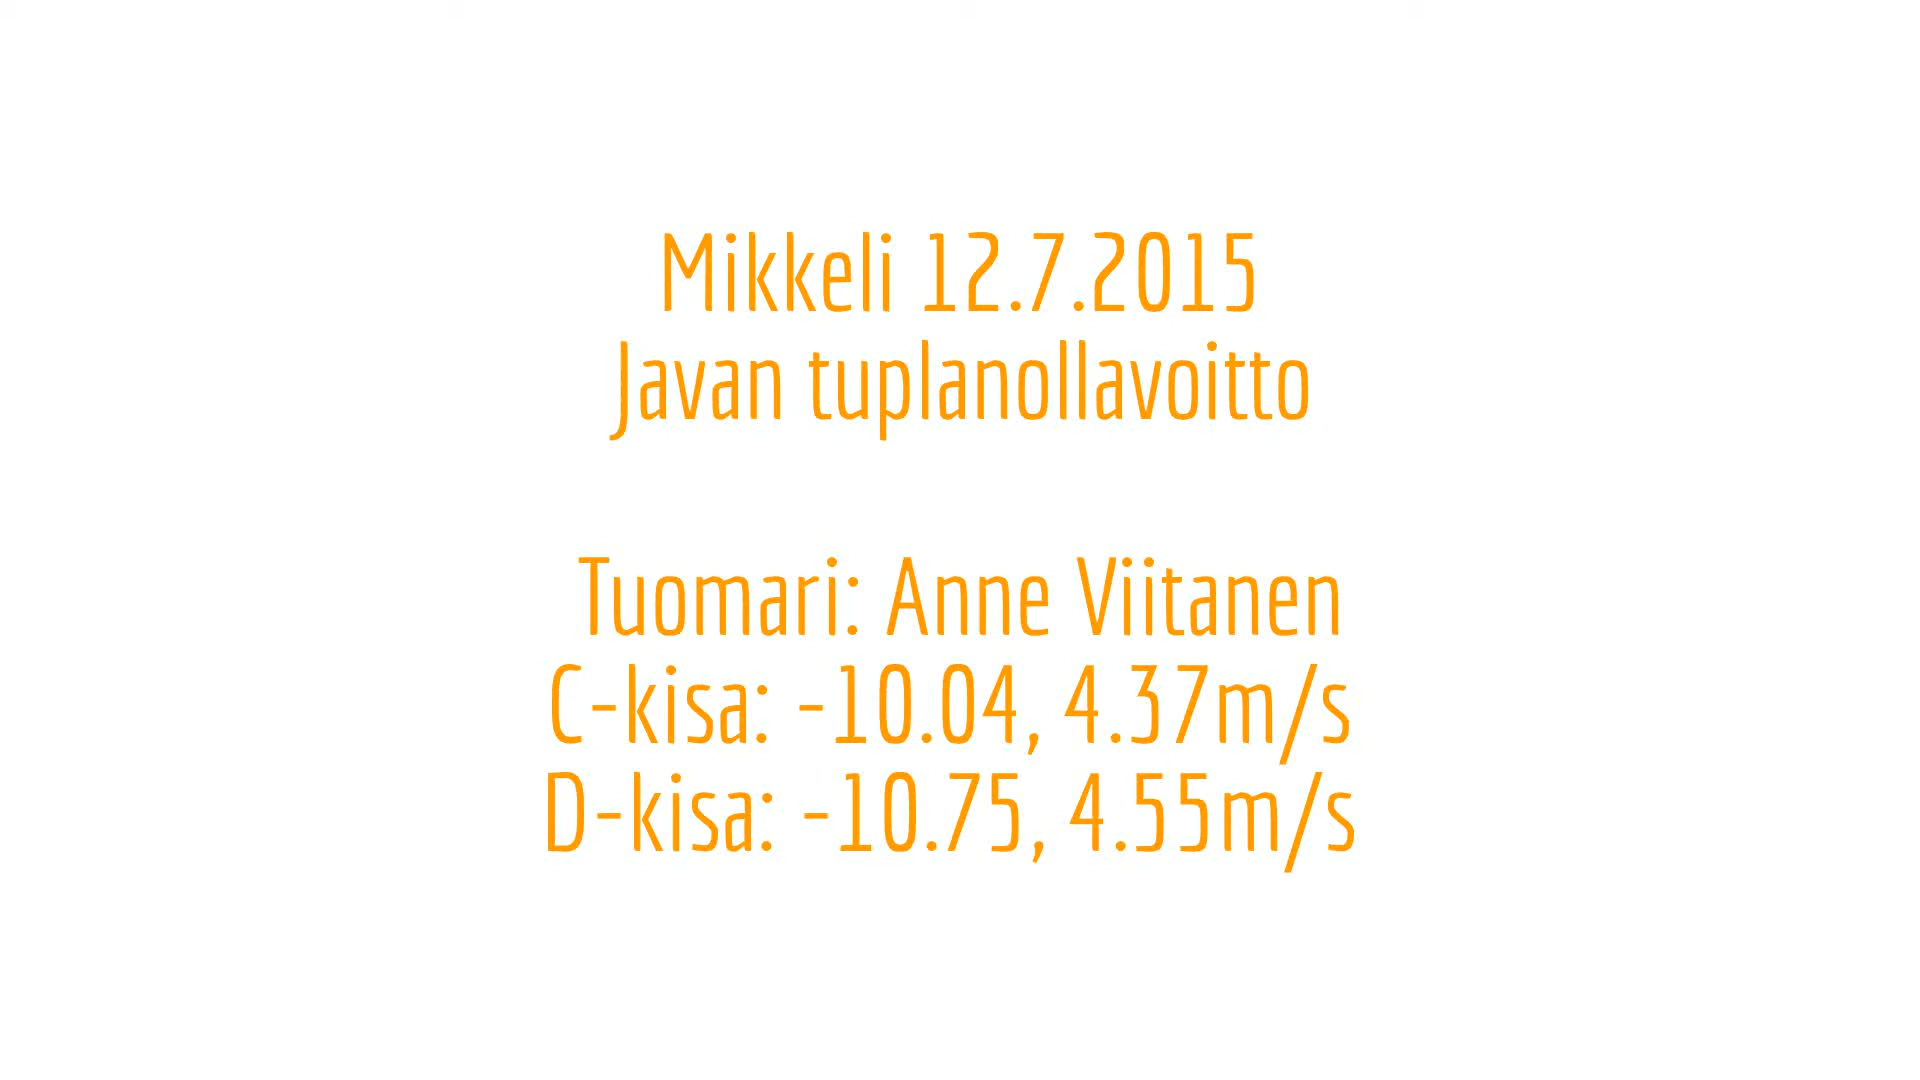 Mikkeli 12.7.2015
Javan tuplanollavoitto
Tuomari: Anne Viitanen
C-kisa: -10.04, 4.37m/s
D-kisa: -10.75, 4.55m/s